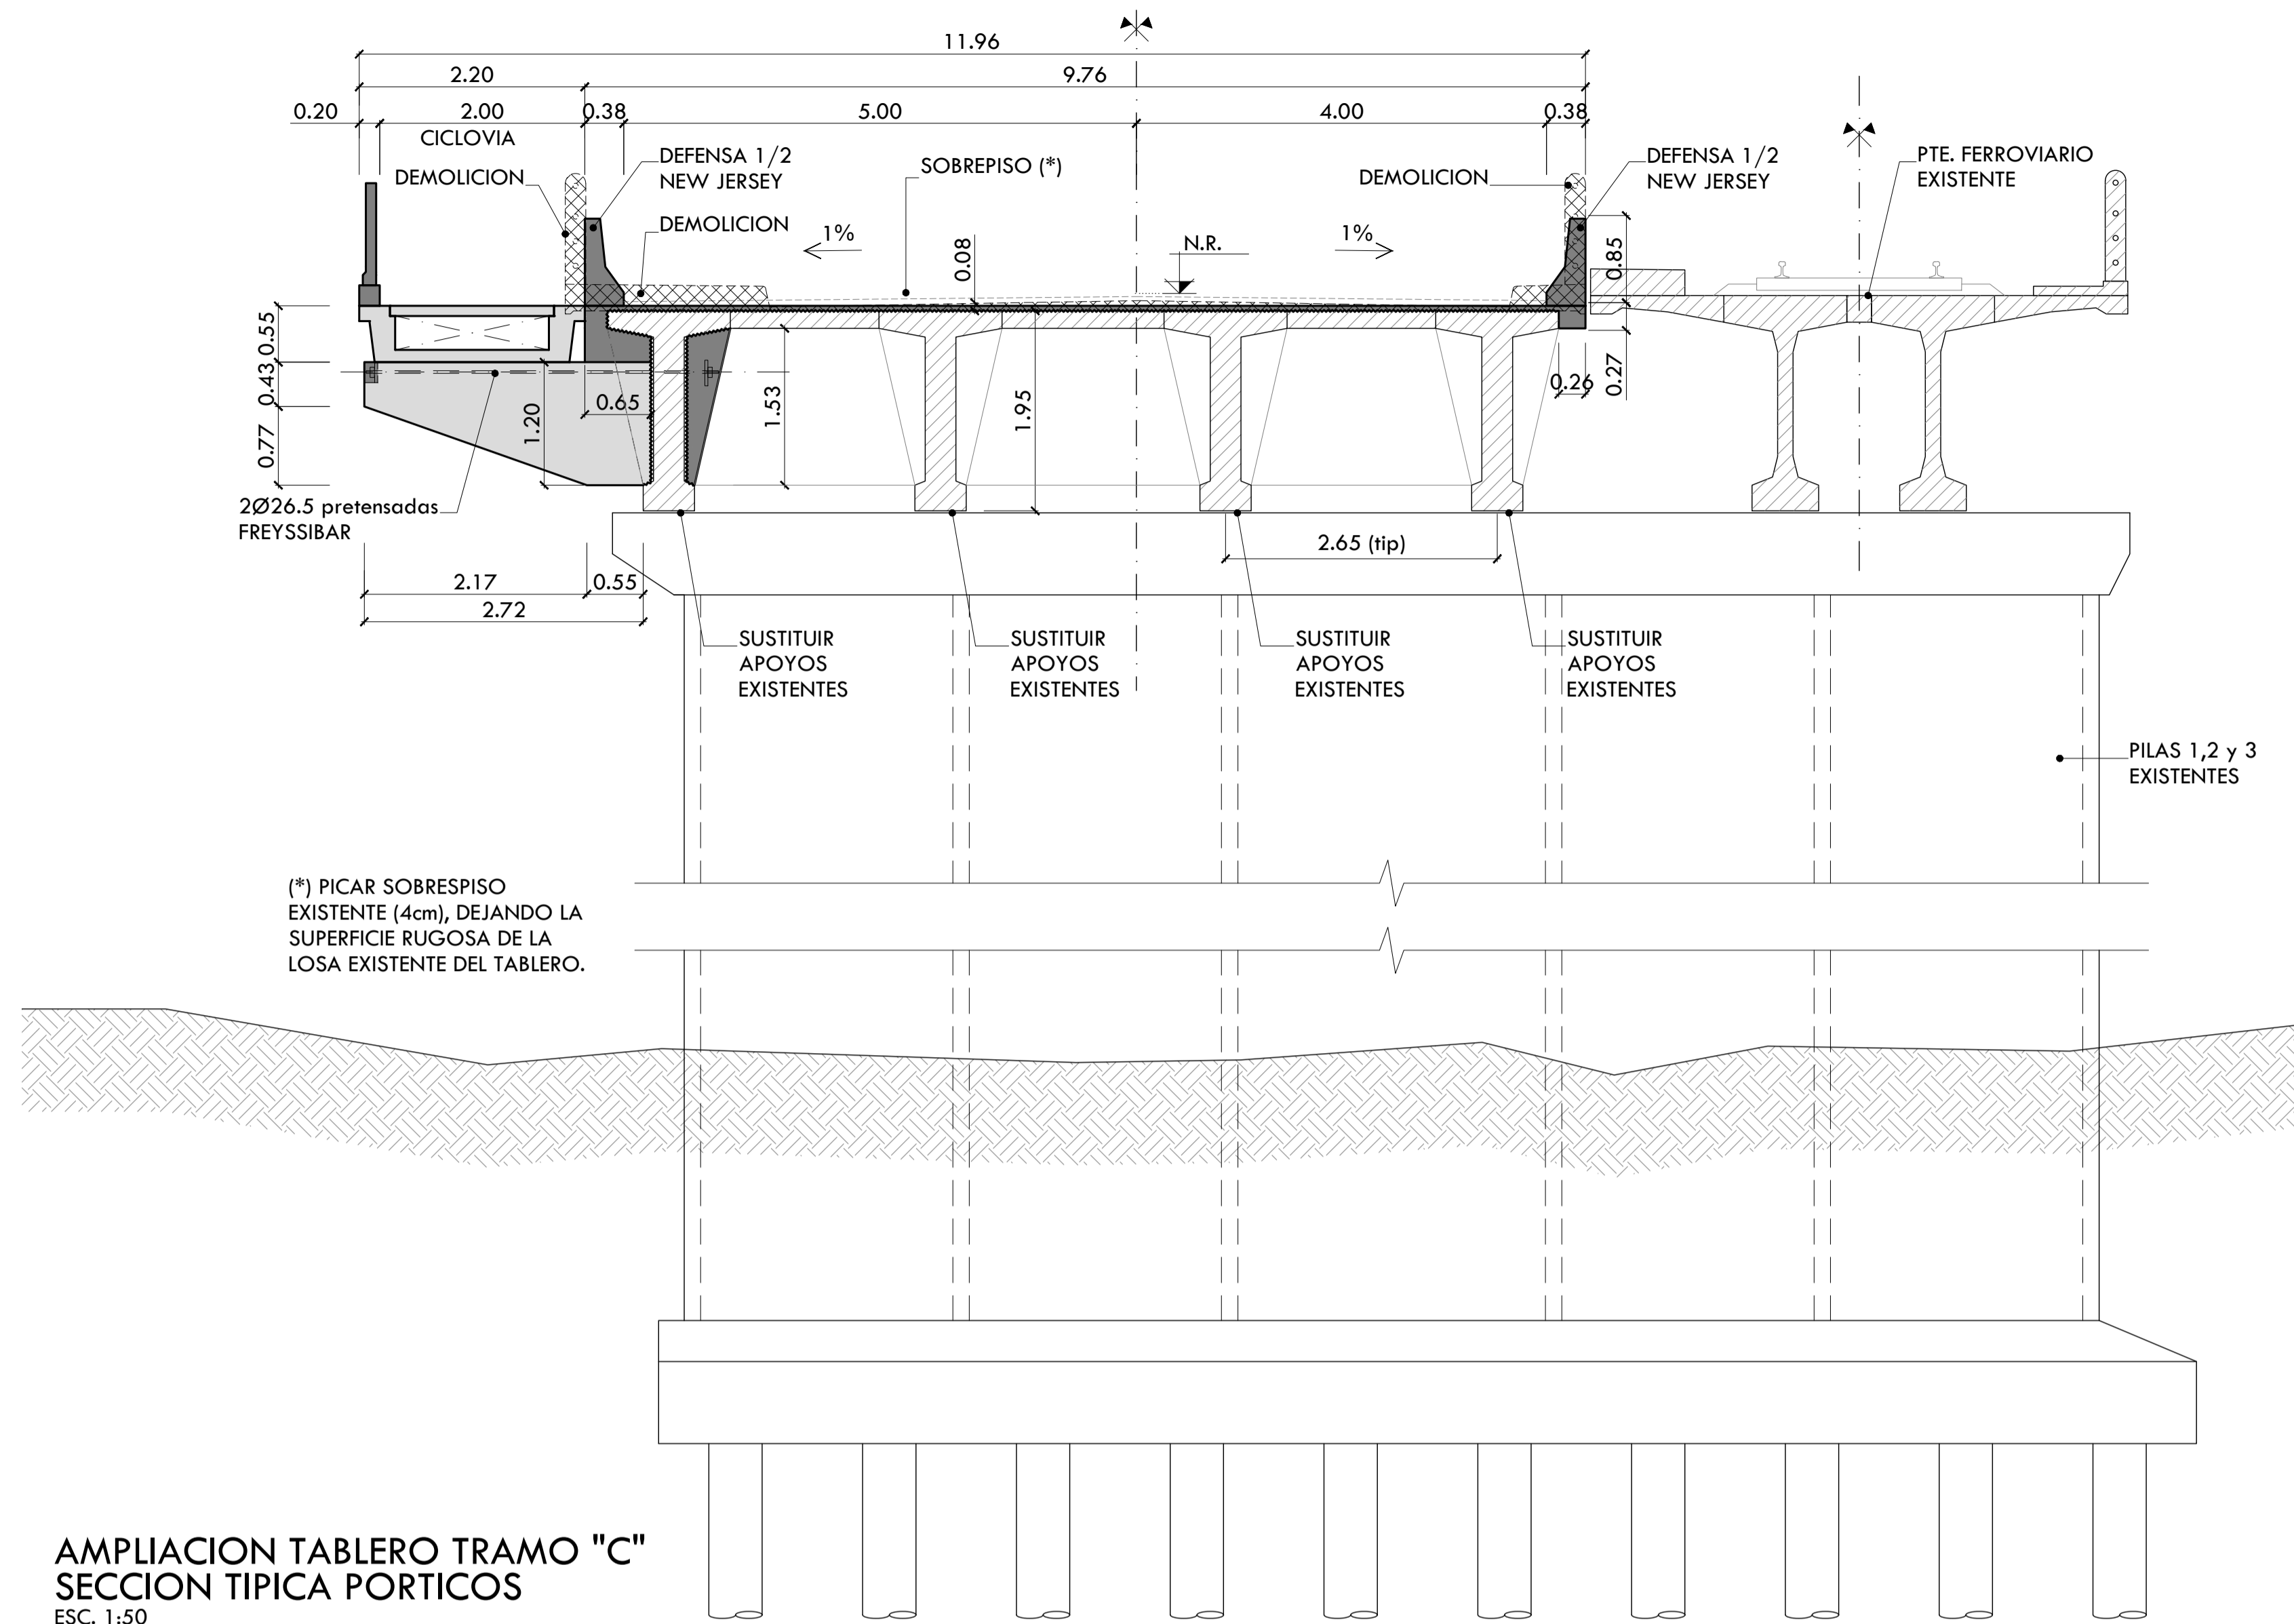 11.96
2.20 9.76
0.20 2.00 0.38 5.00 4.00 0.38
CICLOVIA
DEMOLICION
DEFENSA 1/2
NEW JERSEY
DEMOLICION
SOBREPISO (*)
DEMOLICION
DEFENSA 1/2
NEW JERSEY
PTE. FERROVIARIO
EXISTENTE
1%
0.08
N.R.
1%
0.85
0.27
0.26
0.55
0.43
0.77
1.20
0.65
1.53
1.95
2Ø26.5 pretensadas
FREYSSIBAR
2.65 (tip)
2.17 0.55
2.72
SUSTITUIR
APOYOS
EXISTENTES
SUSTITUIR
APOYOS
EXISTENTES
SUSTITUIR
APOYOS
EXISTENTES
SUSTITUIR
APOYOS
EXISTENTES
PILAS 1,2 y 3
EXISTENTES
(*) PICAR SOBRESPISO
EXISTENTE (4cm), DEJANDO LA
SUPERFICIE RUGOSA DE LA
LOSA EXISTENTE DEL TABLERO.
AMPLIACION TABLERO TRAMO "C"
SECCION TIPICA PORTICOS
ESC. 1:50